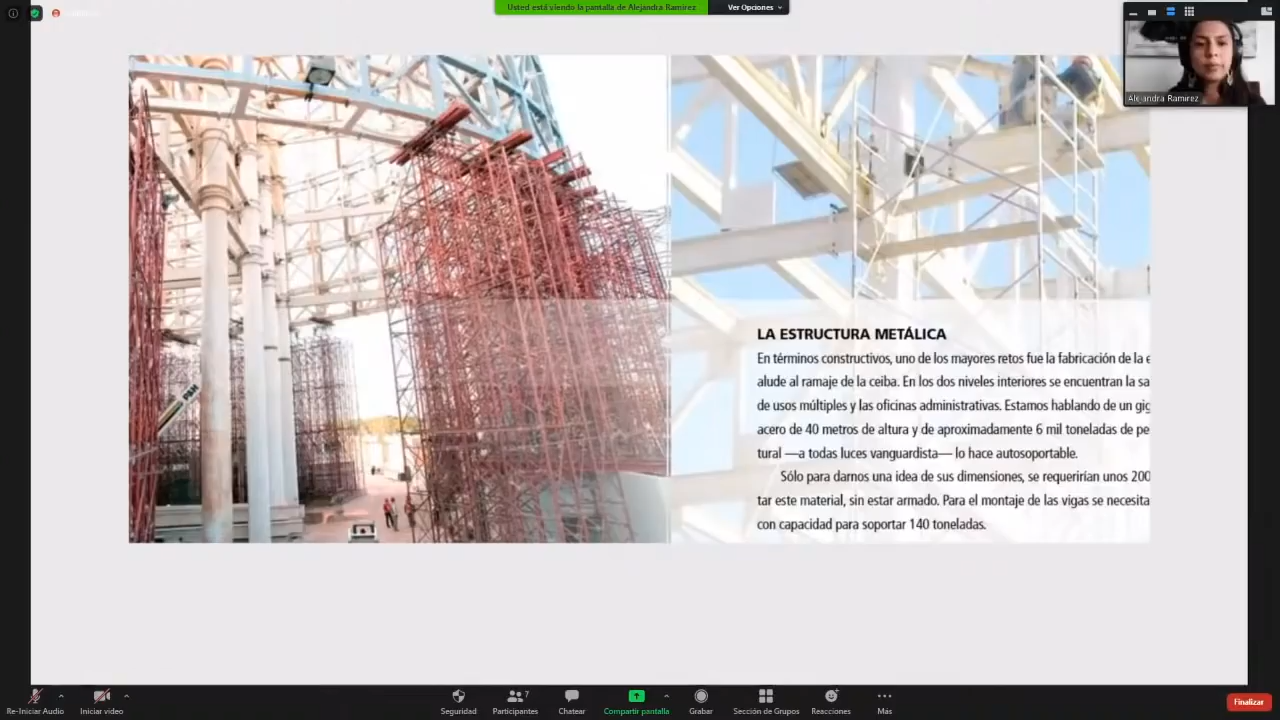 Usted está viendo la pantalla de Alejandra Ramirez
Ver Opciones
Alejandra Ramirez
LA ESTRUCTURA METÁLICA
En términos constructivos, uno de los mayores retos fue la fabricación de la e
alude al ramaje de la ceiba. En los dos niveles interiores se encuentran la sa
de usos múltiples y las oficinas administrativas. Estamos hablando de un gig
acero de 40 metros de altura y de aproximadamente 6 mil toneladas de pe
tural —a todas luces vanguardista— lo hace autosoportable.
Sólo para darnos una idea de sus dimensiones, se requerirían unos 200
tar este material, sin estar armado. Para el montaje de las vigas se necesita
con capacidad para soportar 140 toneladas.
Re-Iniciar Audio
Iniciar video
Seguridad
7
Participantes
Chatear
Compartir pantalla
Grabar
Sección de Grupos
Reacciones
Más
Finalizar